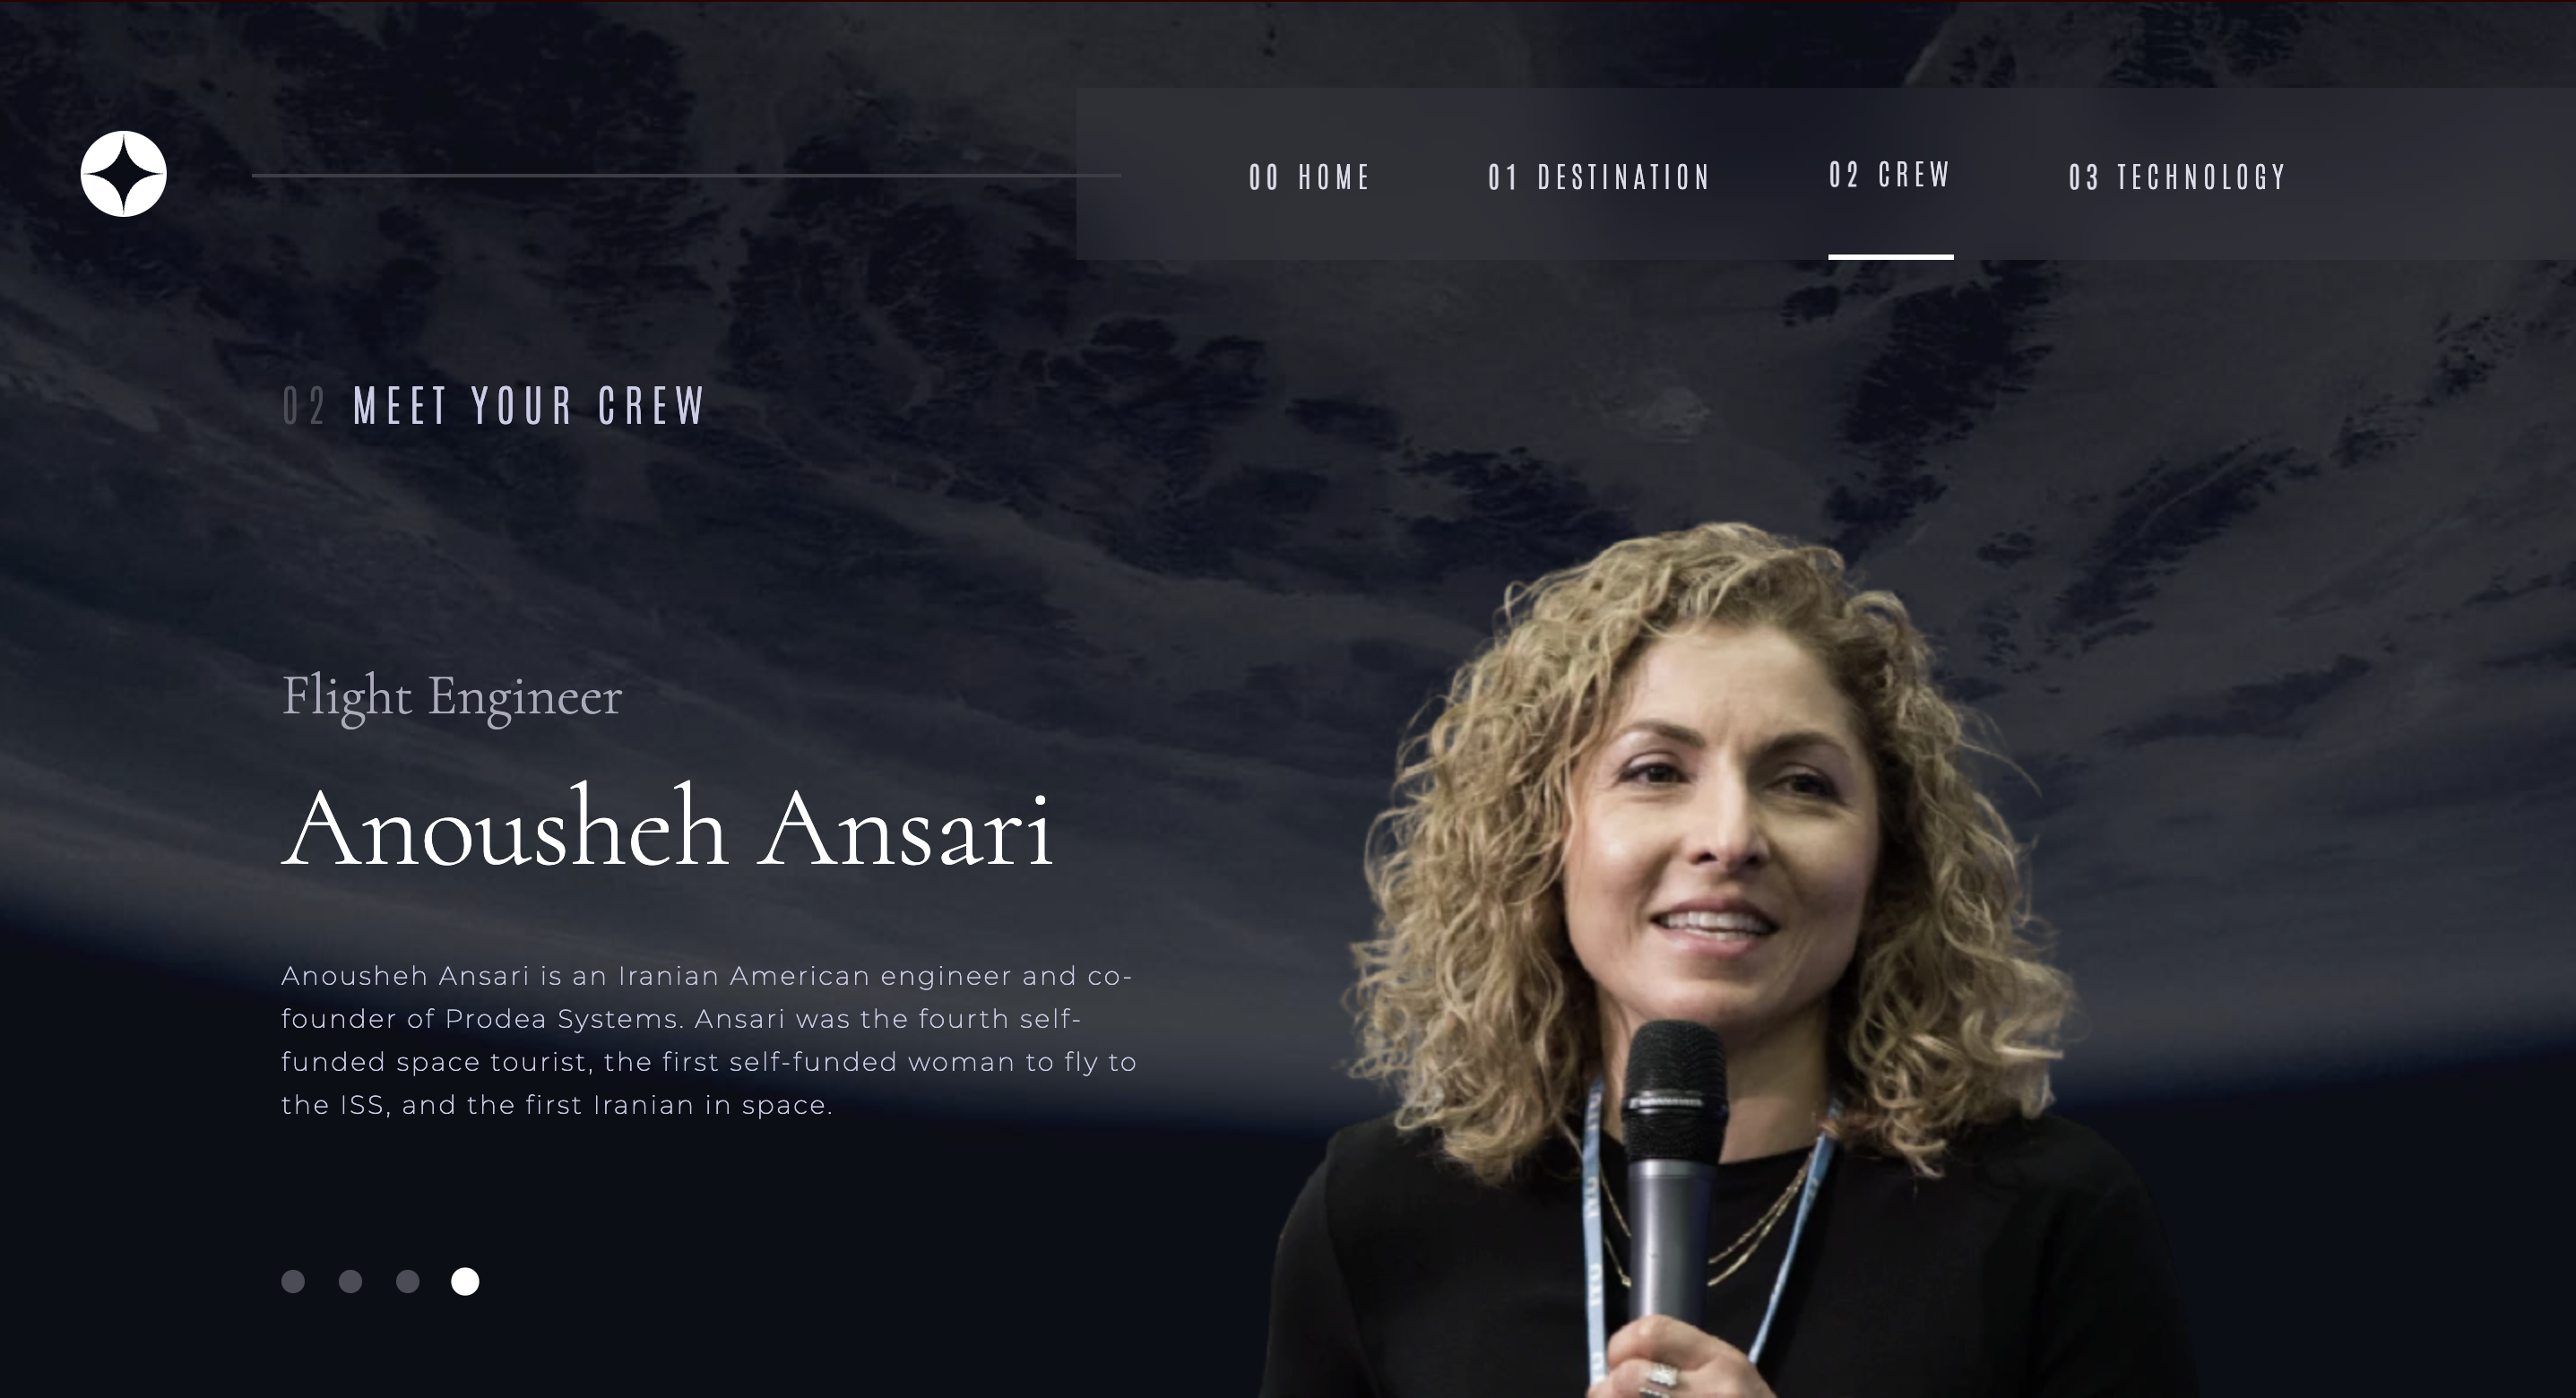 00 HOME
01 DESTINATION
02 CREW
03 TECHNOLOGY
02 MEET YOUR CREW
Flight Engineer
Anousheh Ansari
Anousheh Ansari is an Iranian American engineer and co-
founder of Prodea Systems. Ansari was the fourth self-
funded space tourist, the first self-funded woman to fly to
the ISS, and the first Iranian in space.